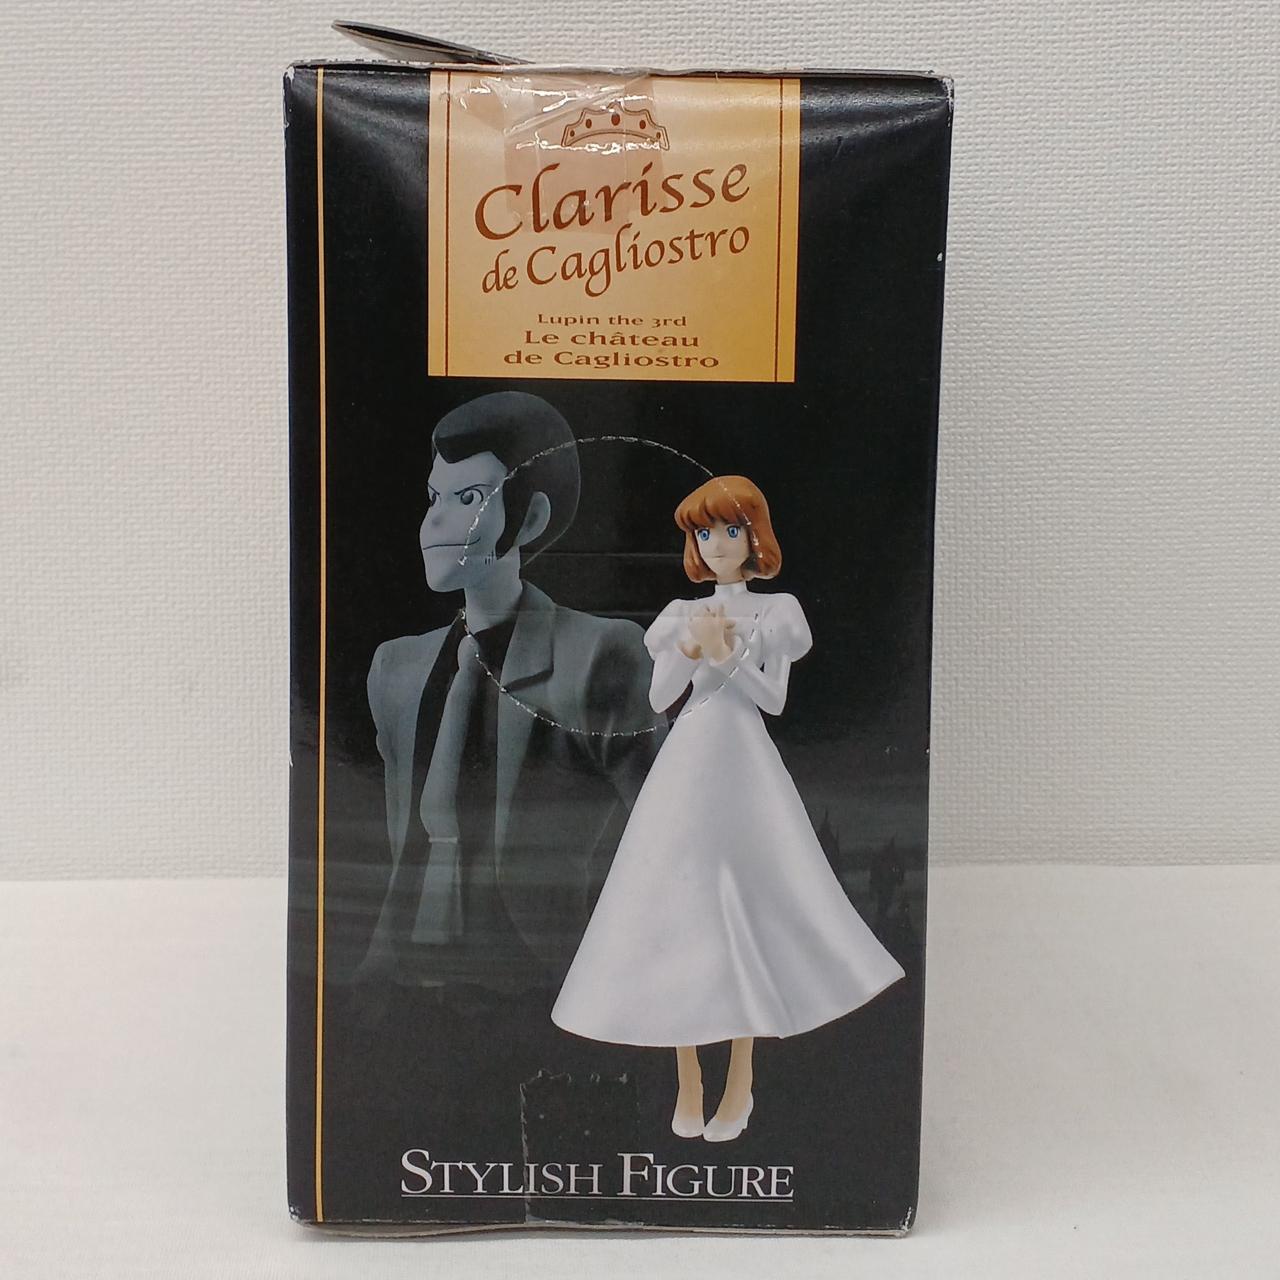 Clarisse
de Cagliostro
Lupin the 3rd
Le château
de Cagliostro
STYLISH FIGURE